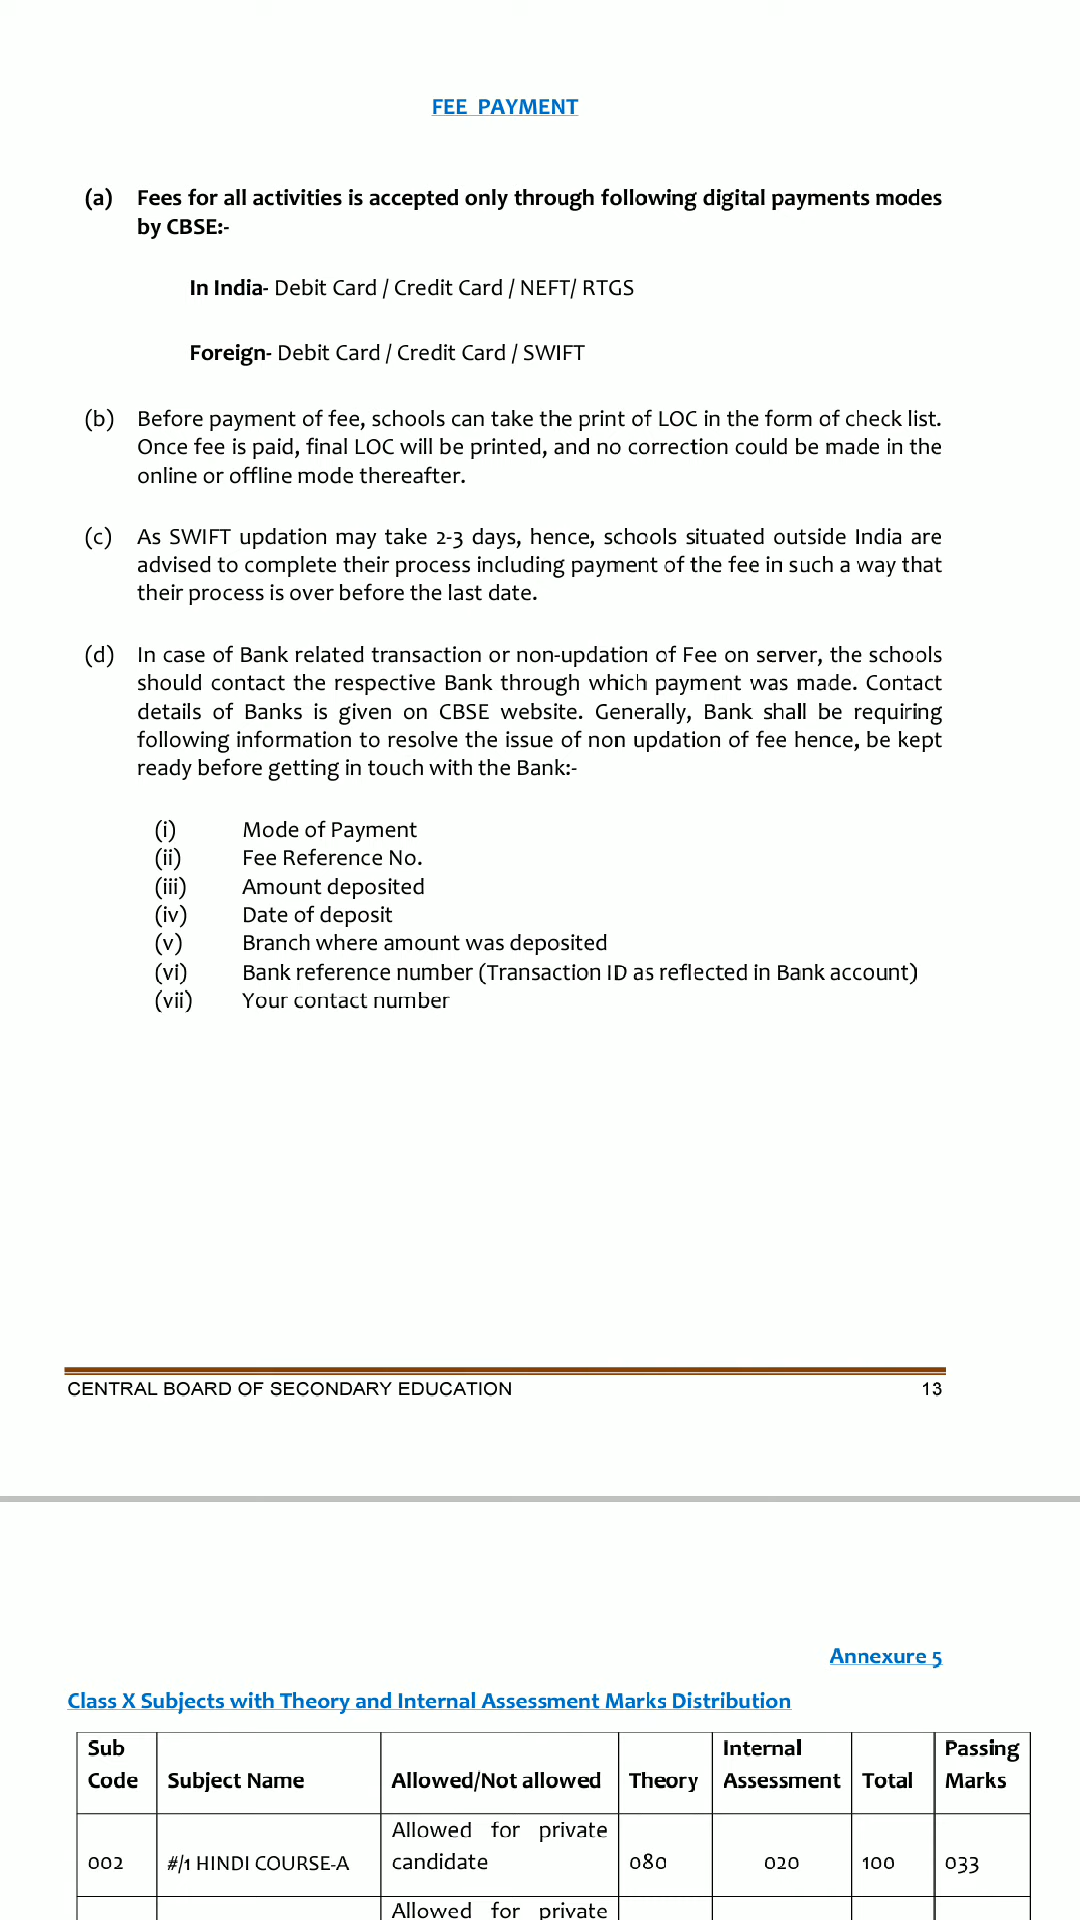 FEE PAYMENT
(a) Fees for all activities is accepted only through following digital payments modes
by CBSE:-
In India- Debit Card / Credit Card / NEFT/ RTGS
Foreign- Debit Card / Credit Card / SWIFT
(b) Before payment of fee, schools can take the print of LOC in the form of check list.
Once fee is paid, final LOC will be printed, and no correction could be made in the
online or offline mode thereafter.
(c) As SWIFT updation may take 2-3 days, hence, schools situated outside India are
advised to complete their process including payment of the fee in such a way that
their process is over before the last date.
(d) In case of Bank related transaction or non-updation of Fee on server, the schools
should contact the respective Bank through which payment was made. Contact
details of Banks is given on CBSE website. Generally, Bank shall be requiring
following information to resolve the issue of non updation of fee hence, be kept
ready before getting in touch with the Bank:-
(i) Mode of Payment
(ii) Fee Reference No.
(iii) Amount deposited
(iv) Date of deposit
(v) Branch where amount was deposited
(vi) Bank reference number (Transaction ID as reflected in Bank account)
(vii) Your contact number
CENTRAL BOARD OF SECONDARY EDUCATION 13
Annexure 5
Class X Subjects with Theory and Internal Assessment Marks Distribution
Sub Internal Passing
Code Subject Name Allowed/Not allowed Theory Assessment Total Marks
Allowed for private
002 #/1 HINDI COURSE-A candidate 080 020 100 033
Allowed for private